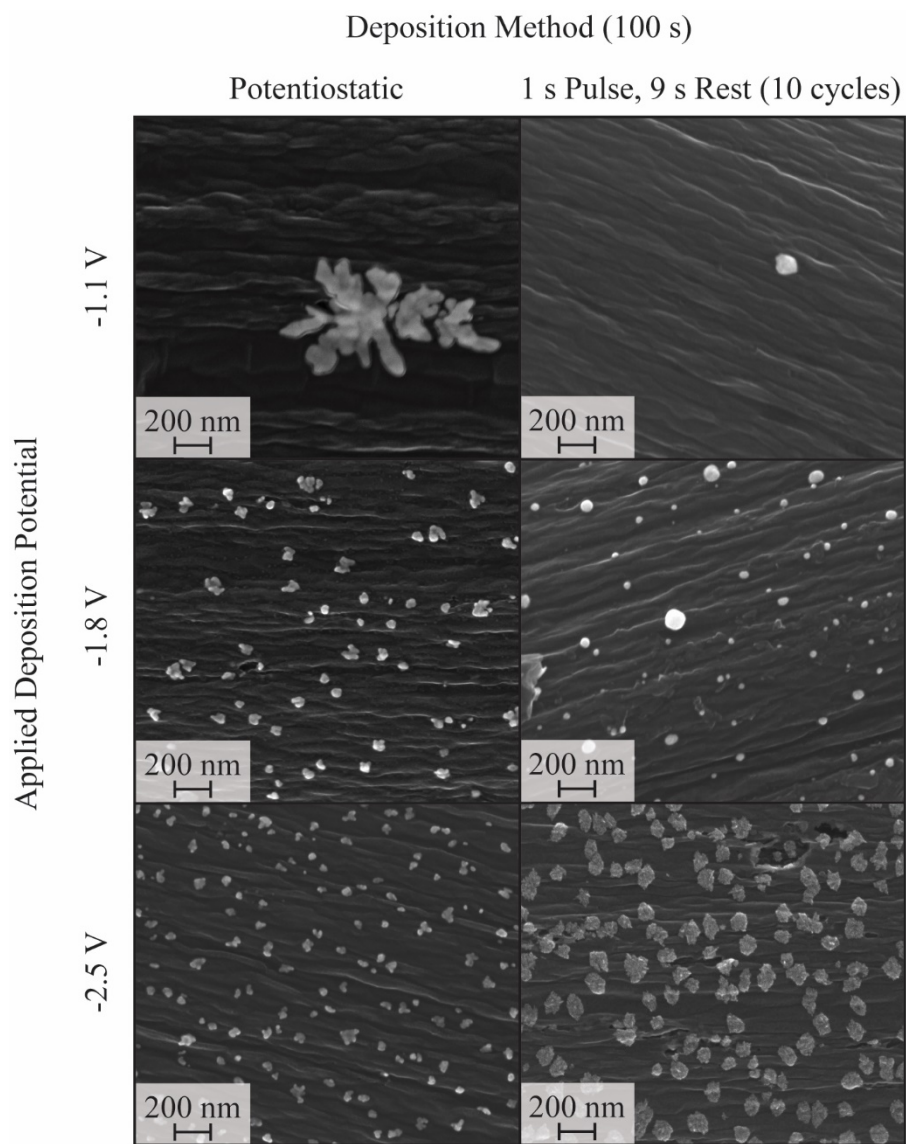 Deposition Method (100 s)
Potentiostatic
1 s Pulse, 9 s Rest (10 cycles)
Applied Deposition Potential
-1.1 V
200 nm
200 nm
-1.8 V
200 nm
200 nm
-2.5 V
200 nm
200 nm